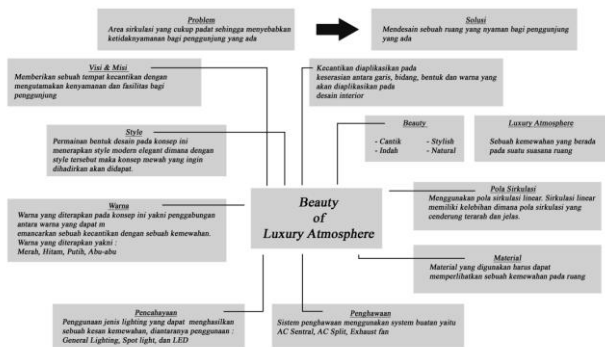 Problem
Area sirkulasi yang cukup padat sehingga menyebabkan
ketidaknyamanan bagi pengunjung yang ada
Solusi
Mendesain sebuah ruang yang nyaman bagi pengunjung
yang ada
Visi & Misi
Memberikan sebuah tempat kecantikan dengan
mengutamakan kenyamanan dan fasilitas bagi
pengunjung
Kecantikan diaplikasikan pada
keserasian antara garis, bidang, bentuk dan warna yang
akan diaplikasikan pada
desain interior
Style
Permainan bentuk desain pada konsep ini
menerapkan style modern elegant dimana dengan
style tersebut maka konsep mewah yang ingin
dihadirkan akan didapat.
Beauty
- Cantik - Stylish
- Indah - Natural
Luxury Atmosphere
Sebuah kemewahan yang berada
pada suatu suasana ruang
Warna
Warna yang diterapkan pada konsep ini yakni penggabungan
antara warna yang dapat m
emancarkan sebuah kecantikan dengan sebuah kemewahan.
Warna yang diterapkan yakni :
Merah, Hitam, Putih, Abu-abu
Beauty
of
Luxury Atmosphere
Pola Sirkulasi
Menggunakan pola sirkulasi linear. Sirkulasi linear
memiliki kelebihan dimana pola sirkulasi yang
cenderung terarah dan jelas.
Material
Material yang digunakan harus dapat
memperlihatkan sebuah kemewahan pada ruang
Pencahayaan
Penggunaan jenis lighting yang dapat menghasilkan
sebuah kesan kemewahan, diantaranya penggunaan :
General Lighting, Spot light, dan LED
Penghawaan
Sistem penghawaan menggunakan system buatan yaitu
AC Sentral, AC Split, Exhaust fan